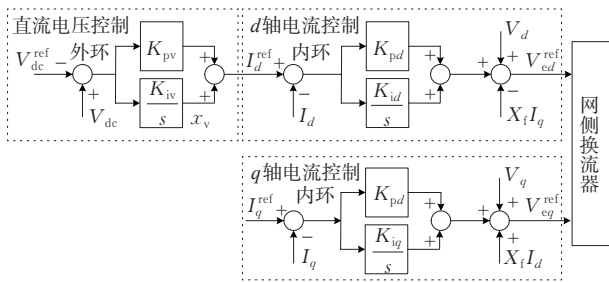 直流电压控制
外环
V_dc^ref
−
+
V_dc
K_pv
K_iv
s
+
+
x_v
d轴电流控制
内环
I_d^ref
+
−
I_d
K_pd
K_id
s
+
+
V_d
+
+
−
V_ed^ref
X_f I_q
q轴电流控制
内环
I_q^ref
+
−
I_q
K_pd
K_iq
s
+
+
V_q
+
+
+
V_eq^ref
X_f I_d
网侧换流器